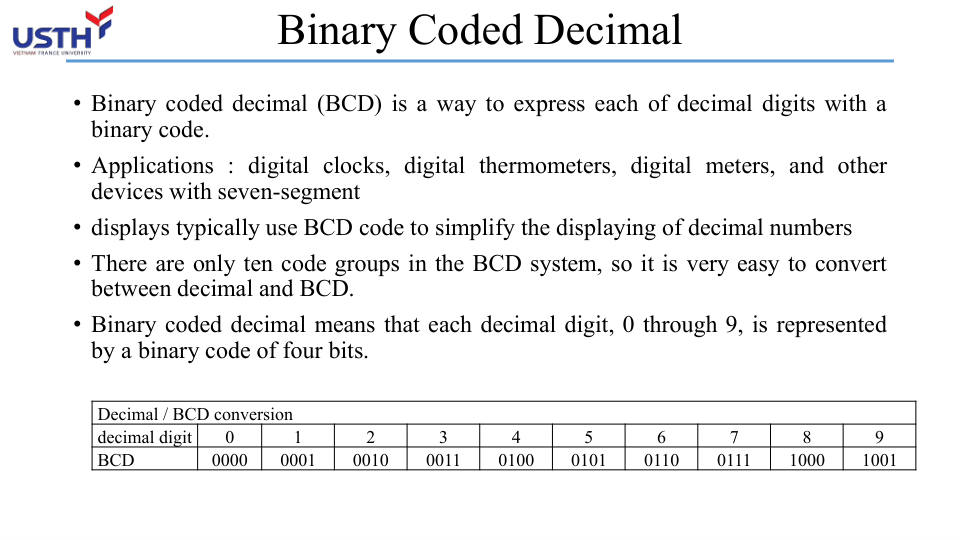 USTH
VIETNAM FRANCE UNIVERSITY
Binary Coded Decimal
• Binary coded decimal (BCD) is a way to express each of decimal digits with a
binary code.
• Applications : digital clocks, digital thermometers, digital meters, and other
devices with seven-segment
• displays typically use BCD code to simplify the displaying of decimal numbers
• There are only ten code groups in the BCD system, so it is very easy to convert
between decimal and BCD.
• Binary coded decimal means that each decimal digit, 0 through 9, is represented
by a binary code of four bits.
Decimal / BCD conversion
decimal digit 0 1 2 3 4 5 6 7 8 9
BCD 0000 0001 0010 0011 0100 0101 0110 0111 1000 1001